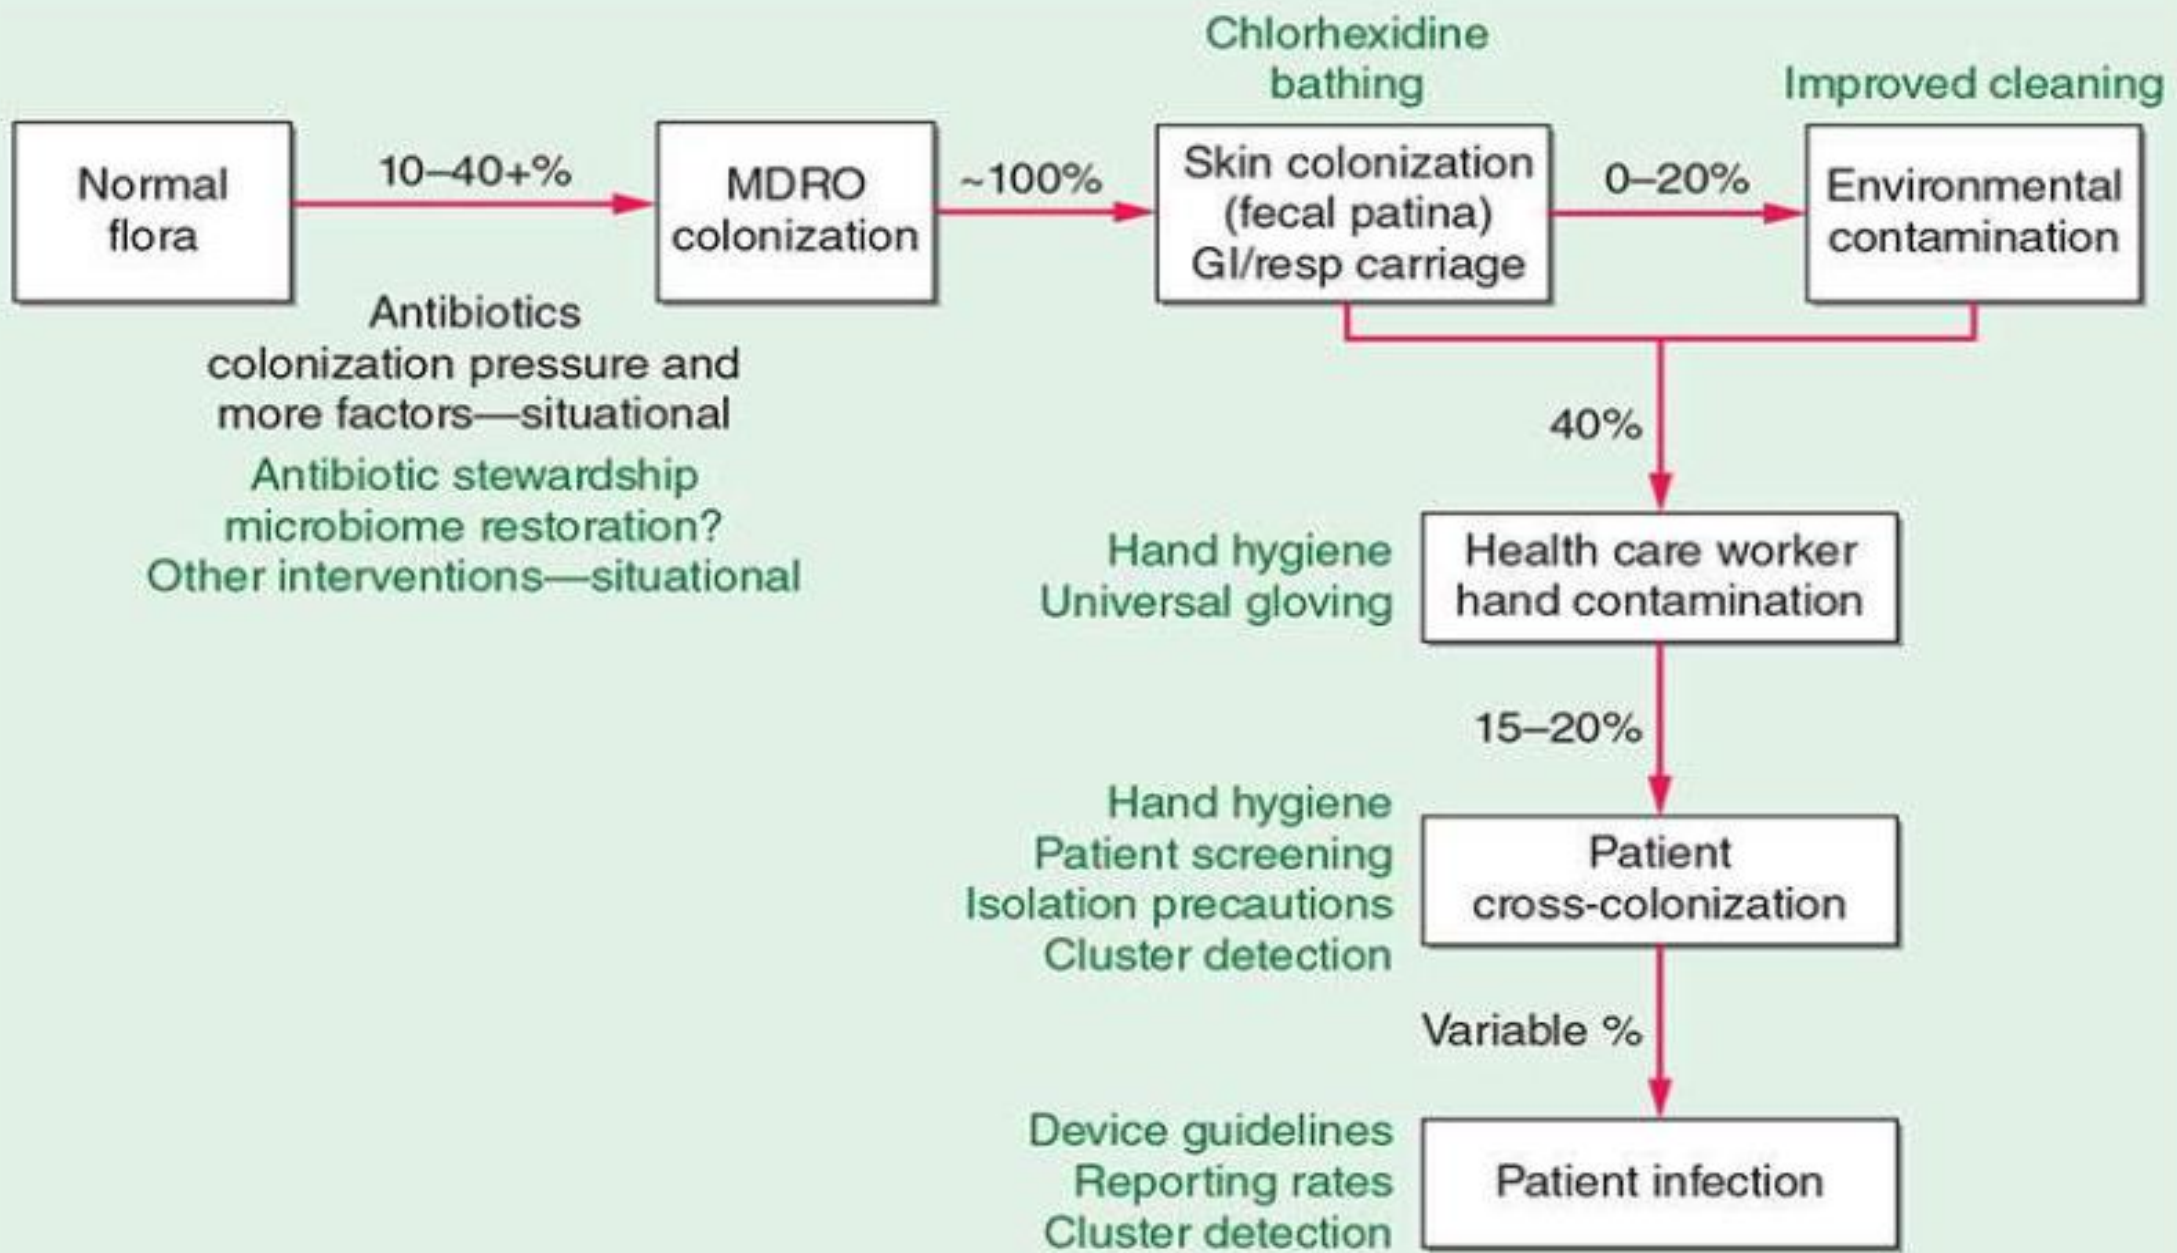 Chlorhexidine
bathing
Improved cleaning
Normal
flora
10–40+%
MDRO
colonization
~100%
Skin colonization
(fecal patina)
GI/resp carriage
0–20%
Environmental
contamination
Antibiotics
colonization pressure and
more factors—situational
Antibiotic stewardship
microbiome restoration?
Other interventions—situational
40%
Hand hygiene
Universal gloving
Health care worker
hand contamination
15–20%
Hand hygiene
Patient screening
Isolation precautions
Cluster detection
Patient
cross-colonization
Variable %
Device guidelines
Reporting rates
Cluster detection
Patient infection